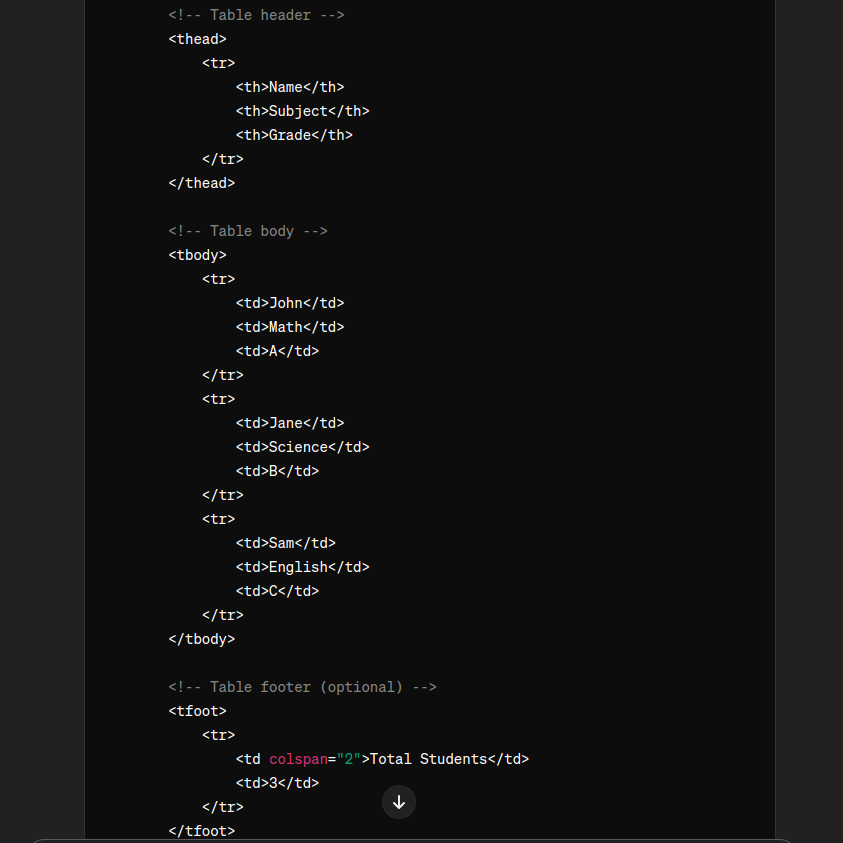 <!-- Table header -->
<thead>
<tr>
<th>Name</th>
<th>Subject</th>
<th>Grade</th>
</tr>
</thead>
<!-- Table body -->
<tbody>
<tr>
<td>John</td>
<td>Math</td>
<td>A</td>
</tr>
<tr>
<td>Jane</td>
<td>Science</td>
<td>B</td>
</tr>
<tr>
<td>Sam</td>
<td>English</td>
<td>C</td>
</tr>
</tbody>
<!-- Table footer (optional) -->
<tfoot>
<tr>
<td colspan="2">Total Students</td>
<td>3</td>
</tr>
</tfoot>